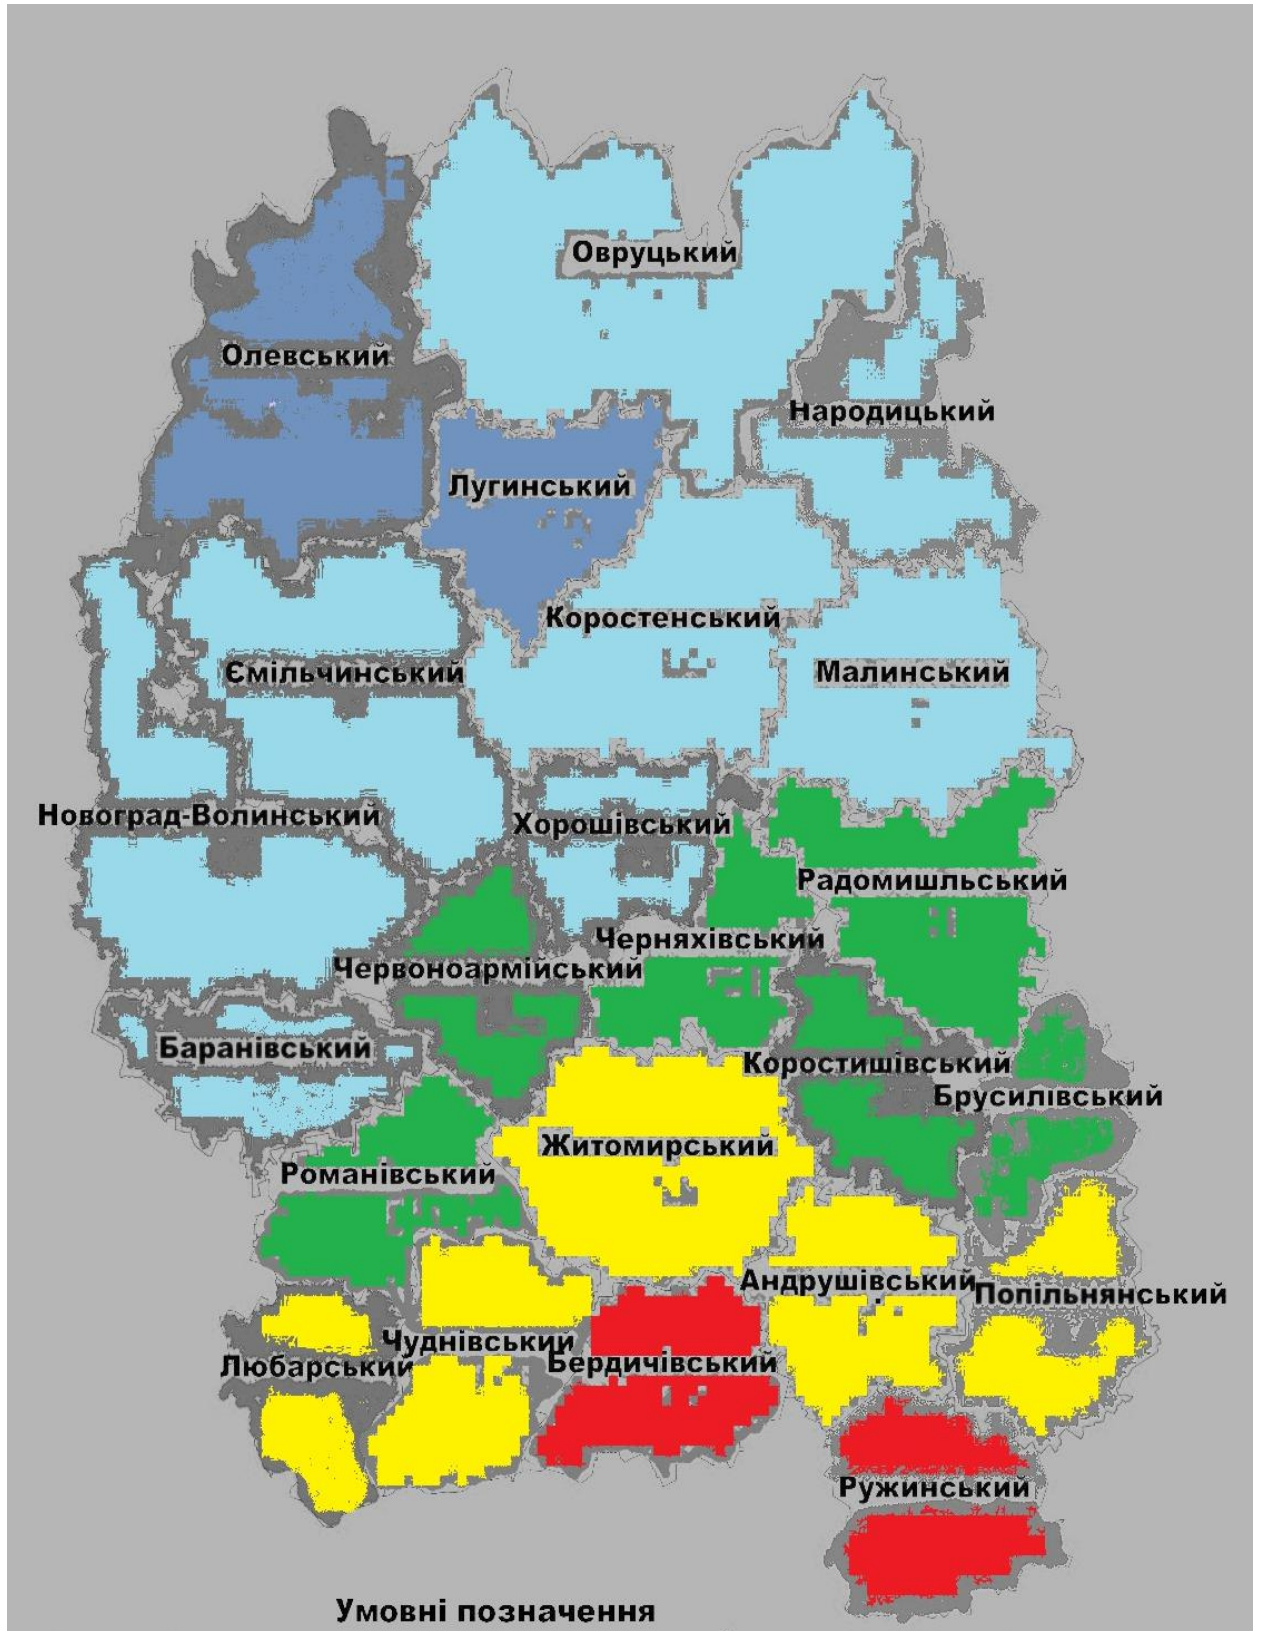 Овруцький
Олевський
Народицький
Лугинський
Коростенський
Ємільчинський
Малинський
Новоград-Волинський
Хорошівський
Радомишльський
Черняхівський
Червоноармійський
Баранівський
Коростишівський
Брусилівський
Житомирський
Романівський
Андрушівський
Попільнянський
Чуднівський
Любарський
Бердичівський
Ружинський
Умовні позначення